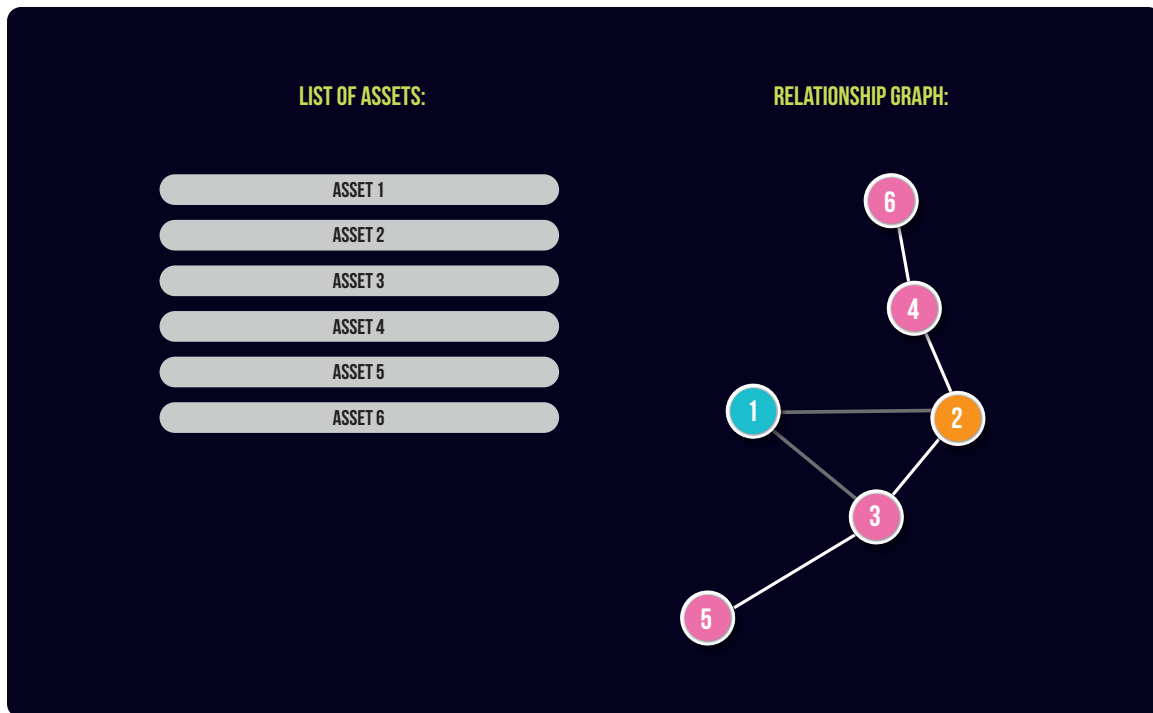 LIST OF ASSETS:
ASSET 1
ASSET 2
ASSET 3
ASSET 4
ASSET 5
ASSET 6
RELATIONSHIP GRAPH:
6
4
1
2
3
5